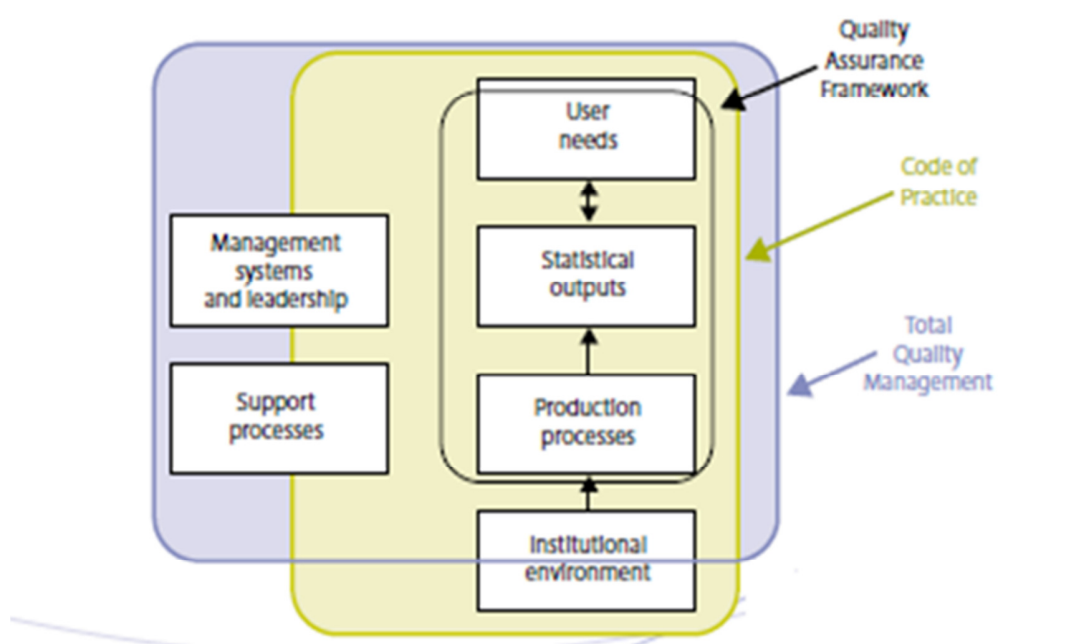 Quality
Assurance
Framework
User
needs
Code of
Practice
Management
systems
and leadership
Statistical
outputs
Total
Quality
Management
Support
processes
Production
processes
Institutional
environment